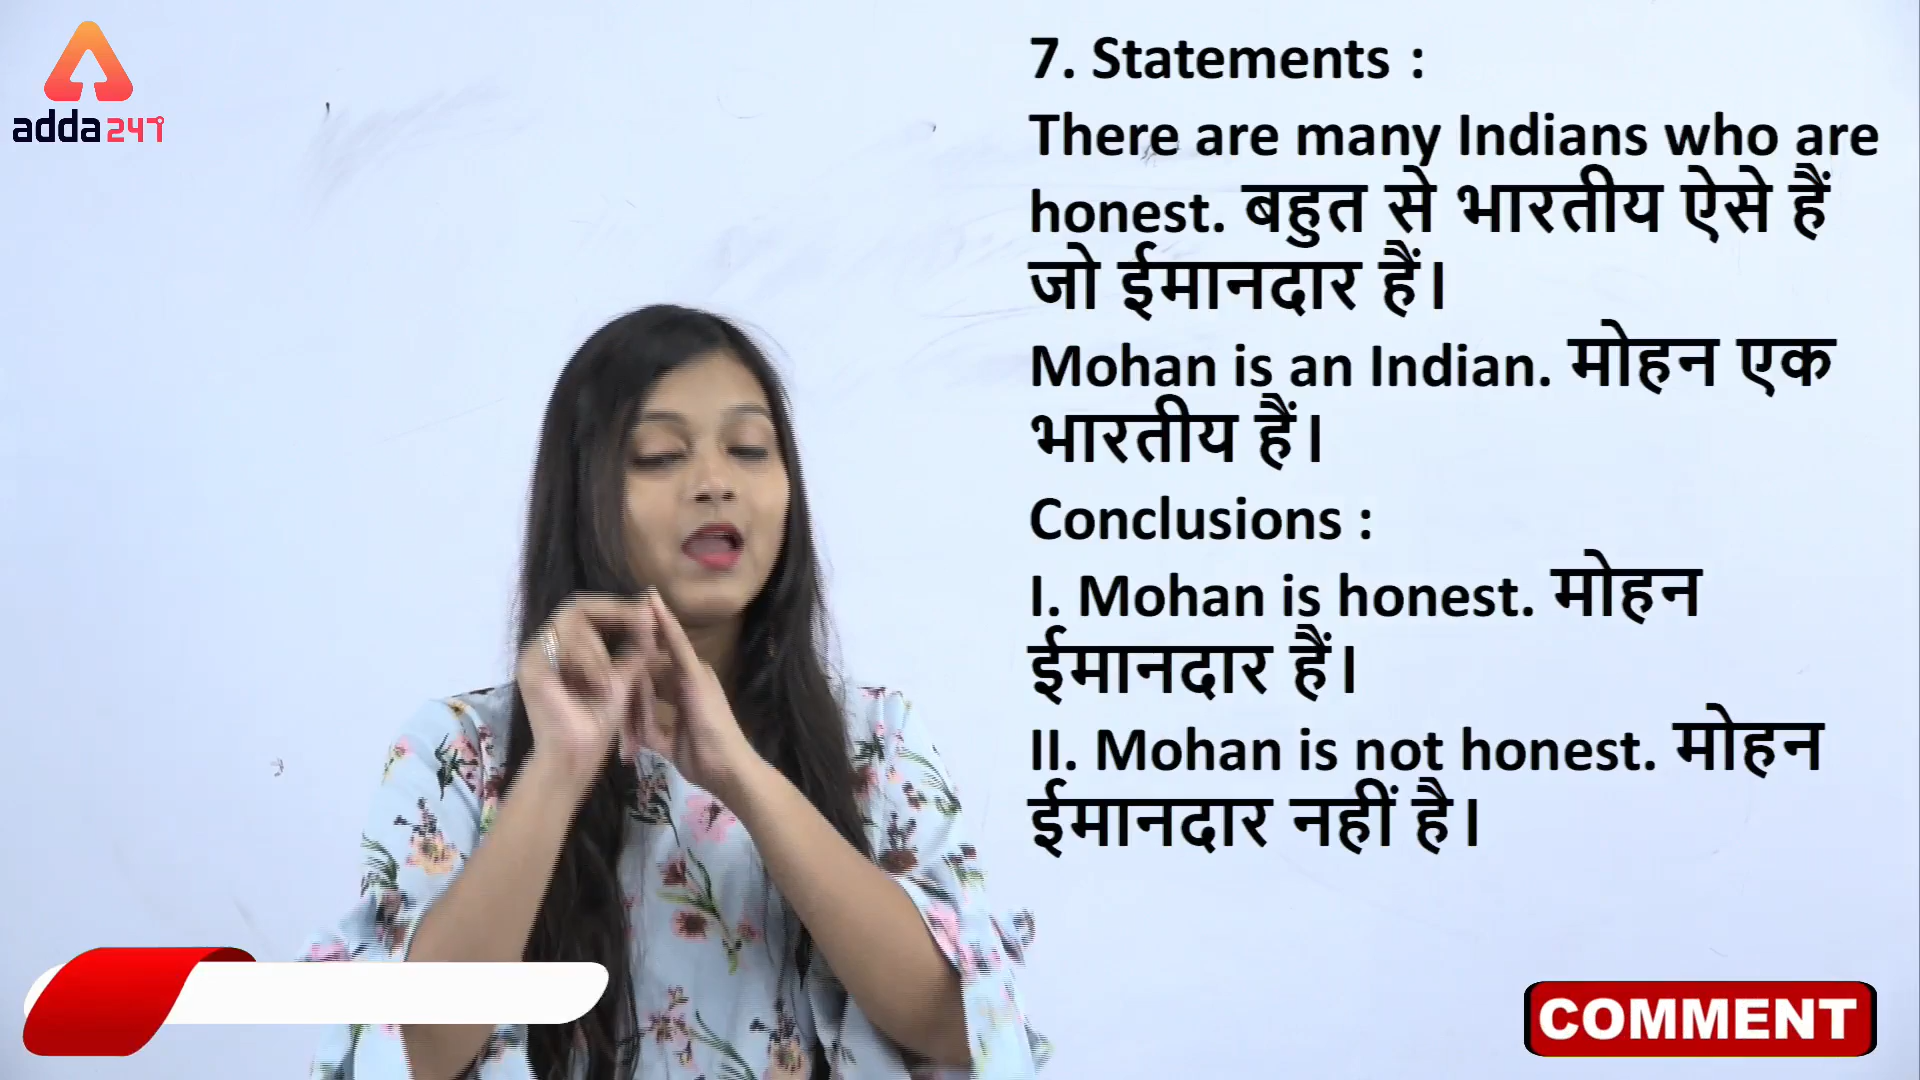 adda247
7. Statements :
There are many Indians who are
honest. बहुत से भारतीय ऐसे हैं
जो ईमानदार हैं।
Mohan is an Indian. मोहन एक
भारतीय हैं।
Conclusions :
I. Mohan is honest. मोहन
ईमानदार हैं।
II. Mohan is not honest. मोहन
ईमानदार नहीं है।
COMMENT